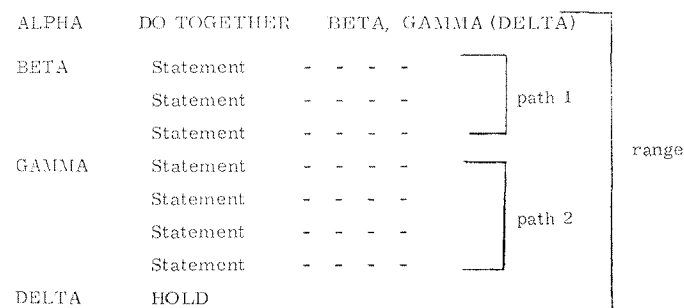 ALPHA DO TOGETHER BETA, GAMMA (DELTA)
BETA Statement - - - -
Statement - - - - path 1
Statement - - - -
range
GAMMA Statement - - - -
Statement - - - -
path 2
Statement - - - -
Statement - - - -
DELTA HOLD